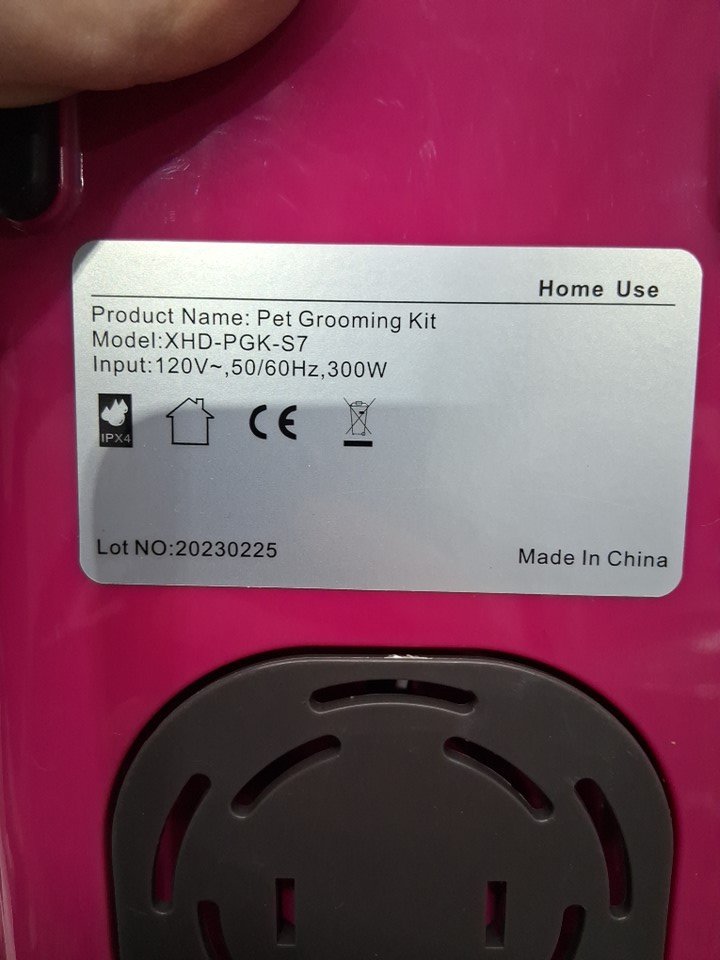 Home Use
Product Name: Pet Grooming Kit
Model:XHD-PGK-S7
Input:120V~,50/60Hz,300W
IPX4
CE
Lot NO:20230225
Made In China